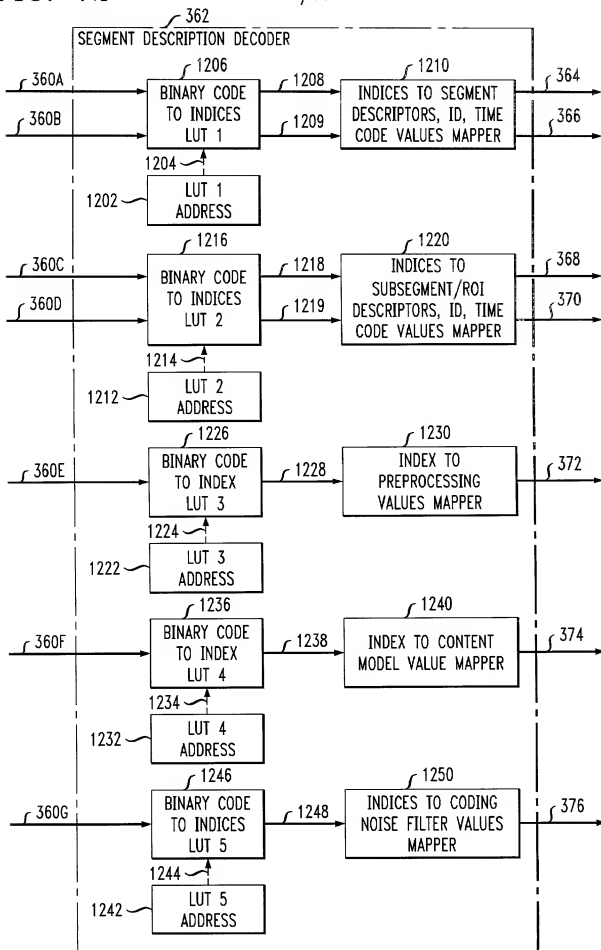 362
SEGMENT DESCRIPTION DECODER
360A
1206
1208
1210
364
BINARY CODE
TO INDICES
LUT 1
INDICES TO SEGMENT
DESCRIPTORS, ID, TIME
CODE VALUES MAPPER
360B
1209
366
1204
1202
LUT 1
ADDRESS
1216
1220
360C
1218
368
BINARY CODE
TO INDICES
LUT 2
INDICES TO
SUBSEGMENT/ROI
DESCRIPTORS, ID, TIME
CODE VALUES MAPPER
360D
1219
370
1214
1212
LUT 2
ADDRESS
1226
1230
360E
BINARY CODE
TO INDEX
LUT 3
1228
INDEX TO
PREPROCESSING
VALUES MAPPER
372
1224
1222
LUT 3
ADDRESS
1236
1240
360F
BINARY CODE
TO INDEX
LUT 4
1238
INDEX TO CONTENT
MODEL VALUE MAPPER
374
1234
1232
LUT 4
ADDRESS
1246
1250
360G
BINARY CODE
TO INDICES
LUT 5
1248
INDICES TO CODING
NOISE FILTER VALUES
MAPPER
376
1244
1242
LUT 5
ADDRESS